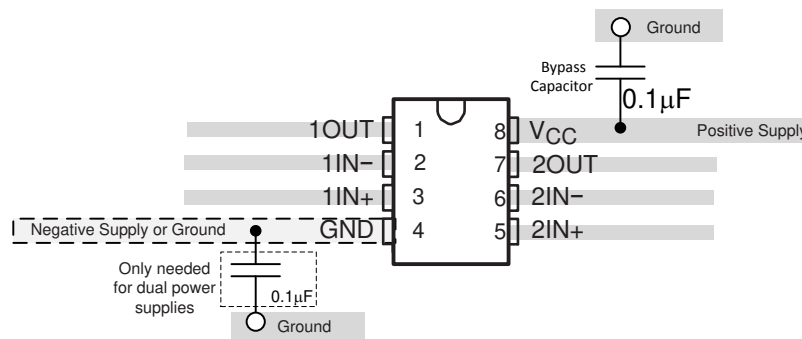 Ground
Bypass
Capacitor
0.1µF
1OUT 1 8 VCC Positive Supply
1IN− 2 7 2OUT
1IN+ 3 6 2IN−
Negative Supply or Ground GND 4 5 2IN+
Only needed
for dual power
supplies
0.1µF
Ground